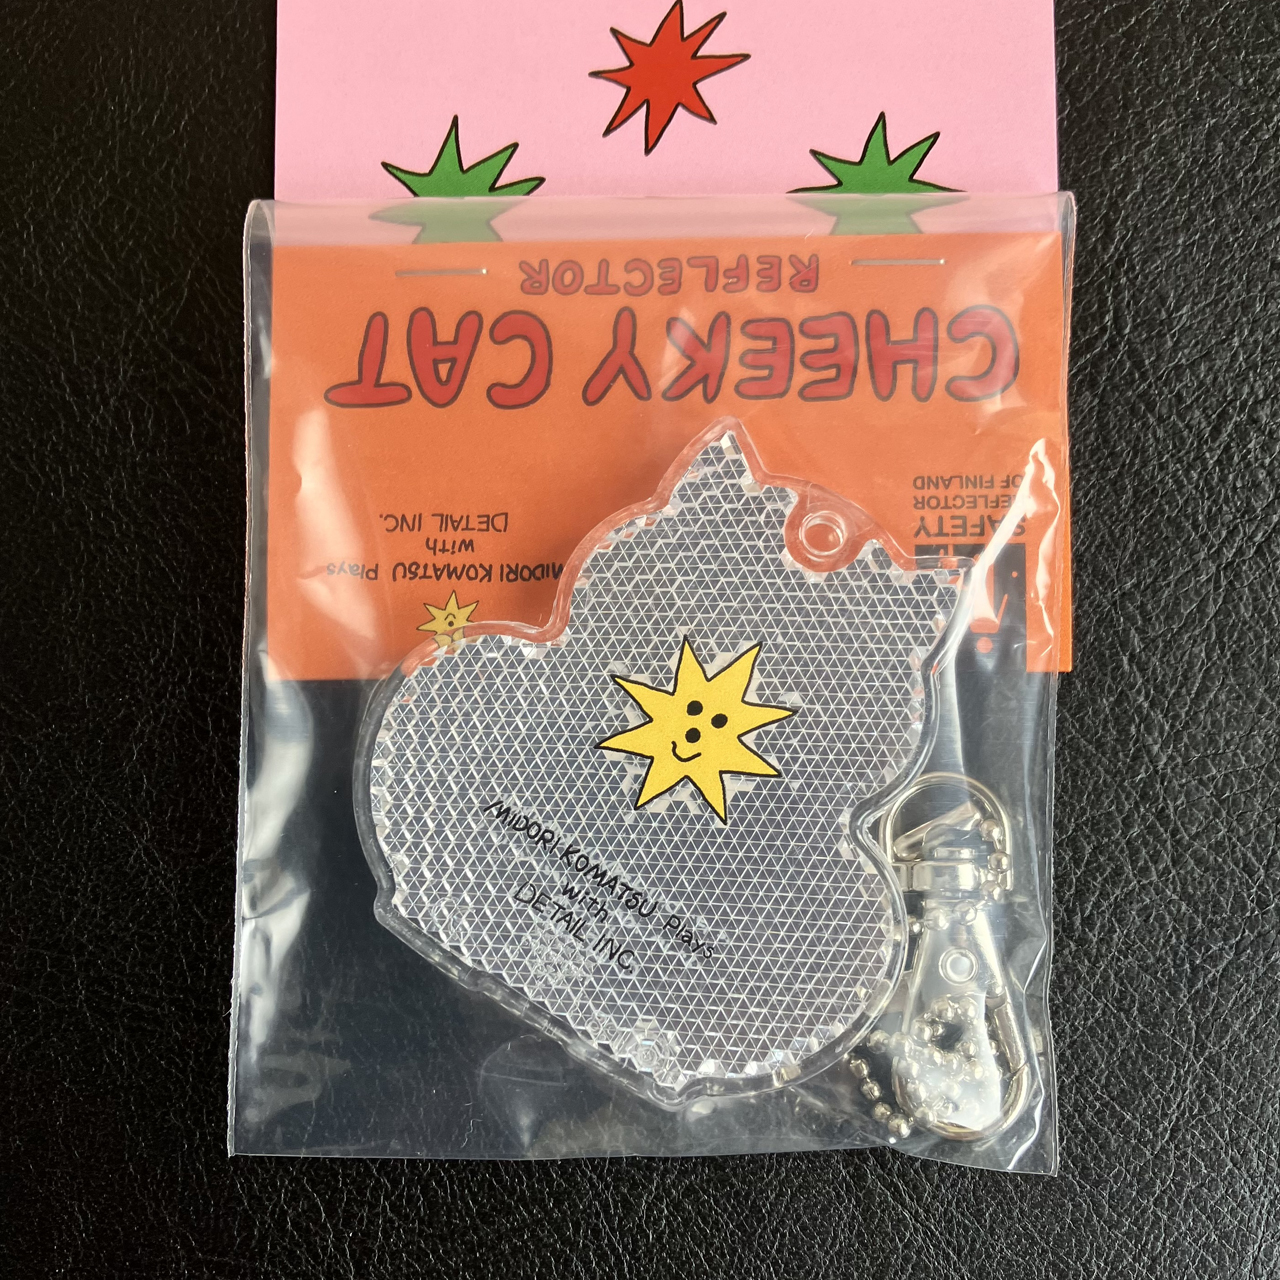 CHEEKY CAT
REFLECTOR
MIDORI KOMATSU Plays
with
DETAIL INC.
SAFETY
REFLECTOR
OF FINLAND
MIDORI KOMATSU Plays
with
DETAIL INC.